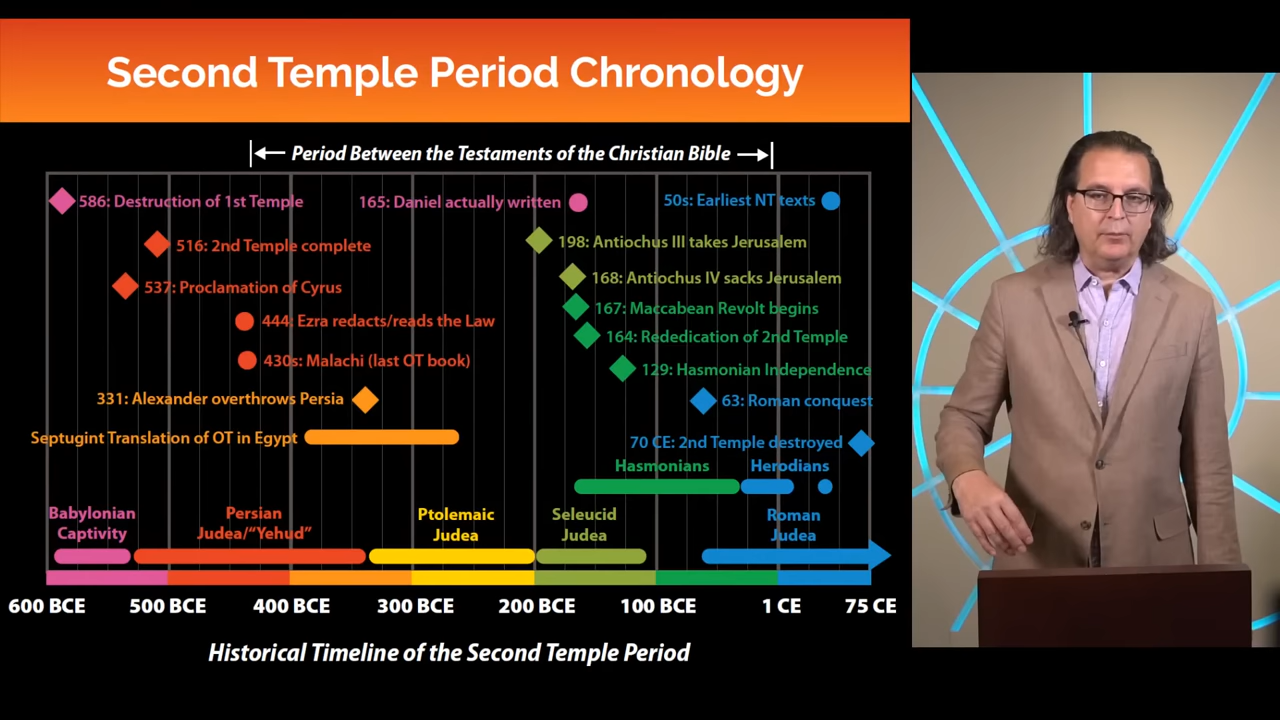 Second Temple Period Chronology
Period Between the Testaments of the Christian Bible
586: Destruction of 1st Temple
165: Daniel actually written
50s: Earliest NT texts
516: 2nd Temple complete
198: Antiochus III takes Jerusalem
537: Proclamation of Cyrus
168: Antiochus IV sacks Jerusalem
167: Maccabean Revolt begins
444: Ezra redacts/reads the Law
164: Rededication of 2nd Temple
430s: Malachi (last OT book)
129: Hasmonian Independence
331: Alexander overthrows Persia
63: Roman conquest
Septugint Translation of OT in Egypt
70 CE: 2nd Temple destroyed
Hasmonians
Herodians
Babylonian
Captivity
Persian
Judea/“Yehud”
Ptolemaic
Judea
Seleucid
Judea
Roman
Judea
600 BCE
500 BCE
400 BCE
300 BCE
200 BCE
100 BCE
1 CE
75 CE
Historical Timeline of the Second Temple Period